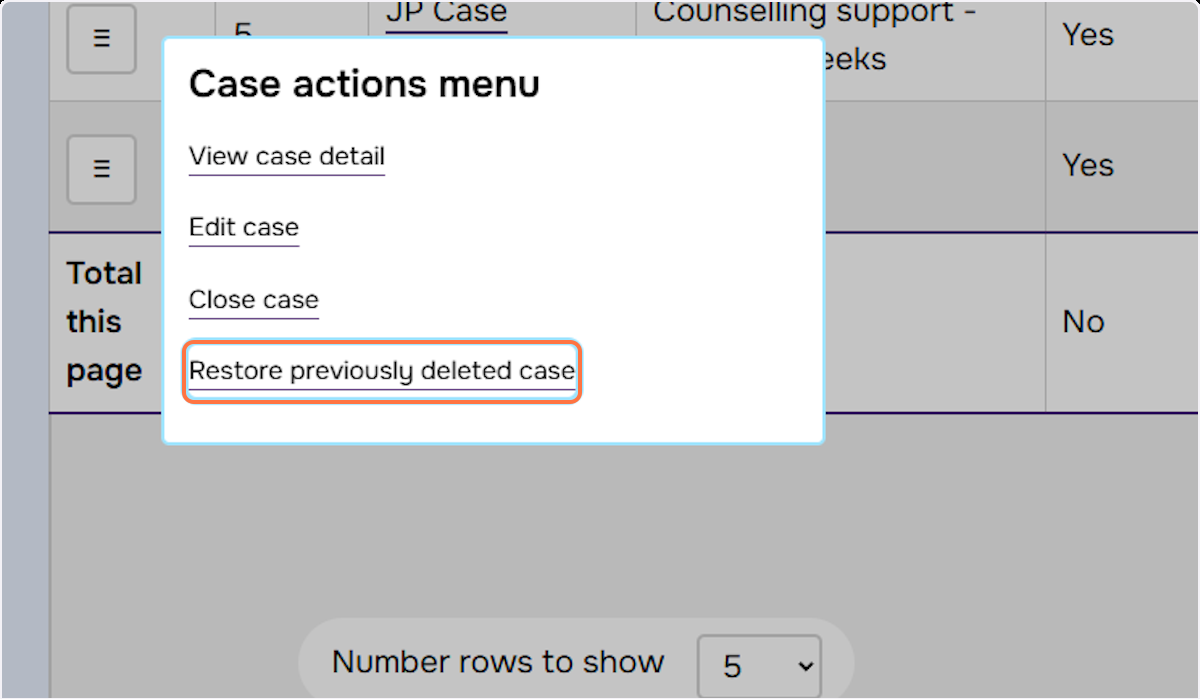 JP Case
Counselling support -
5
Yes
eeks
Case actions menu
View case detail
Edit case
Close case
Restore previously deleted case
Yes
Total
this
page
No
Number rows to show
5